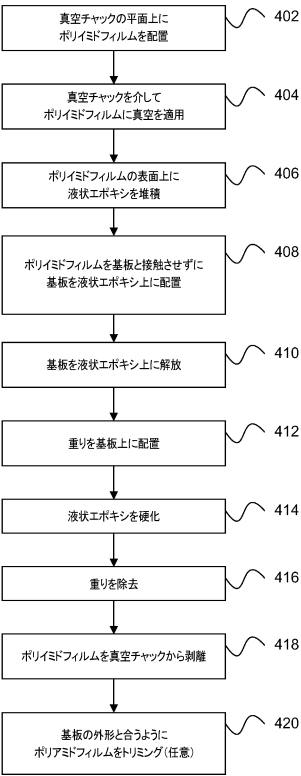 真空チャックの平面上に
ポリイミドフィルムを配置
402
真空チャックを介して
ポリイミドフィルムに真空を適用
404
ポリイミドフィルムの表面上に
液状エポキシを堆積
406
ポリイミドフィルムを基板と接触させずに
基板を液状エポキシ上に配置
408
基板を液状エポキシ上に解放
410
重りを基板上に配置
412
液状エポキシを硬化
414
重りを除去
416
ポリイミドフィルムを真空チャックから剥離
418
基板の外形と合うように
ポリアミドフィルムをトリミング（任意）
420